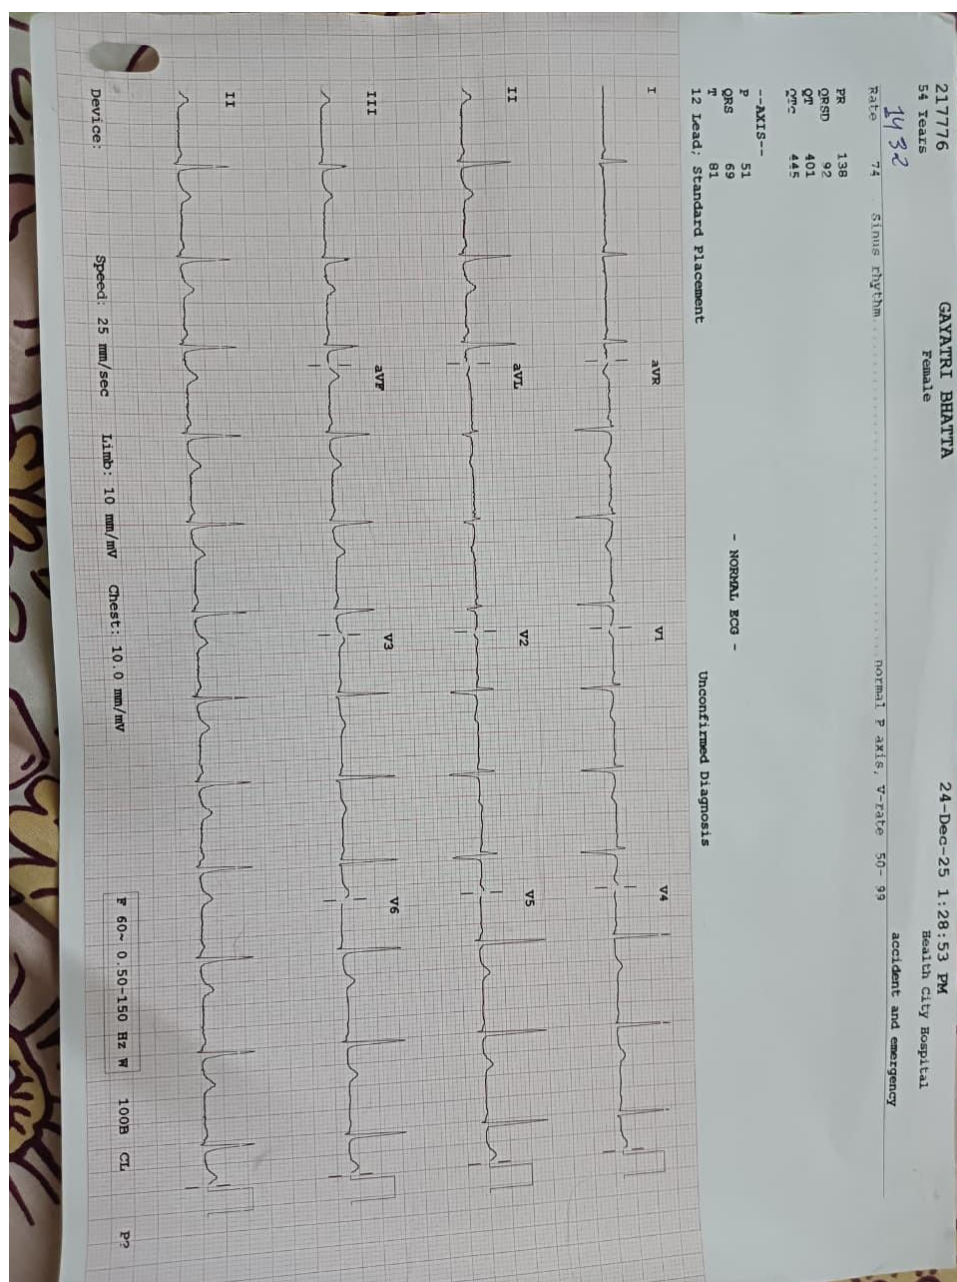 217776 GAYATRI BHATTA 24-Dec-25 1:28:53 PM
54 Years Female Health City Hospital
1432 accident and emergency
Rate 74 . Sinus rhythm normal P axis, V-rate 50- 99
PR 138
QRSD 92
QT 401
QTc 445
--AXIS--
P 51
QRS 69
T 81
- NORMAL ECG -
12 Lead; Standard Placement Unconfirmed Diagnosis
I aVR V1 V4
II aVL V2 V5
III aVF V3 V6
II
Device: Speed: 25 mm/sec Limb: 10 mm/mV Chest: 10.0 mm/mV F 60~ 0.50-150 Hz W 100B CL P?